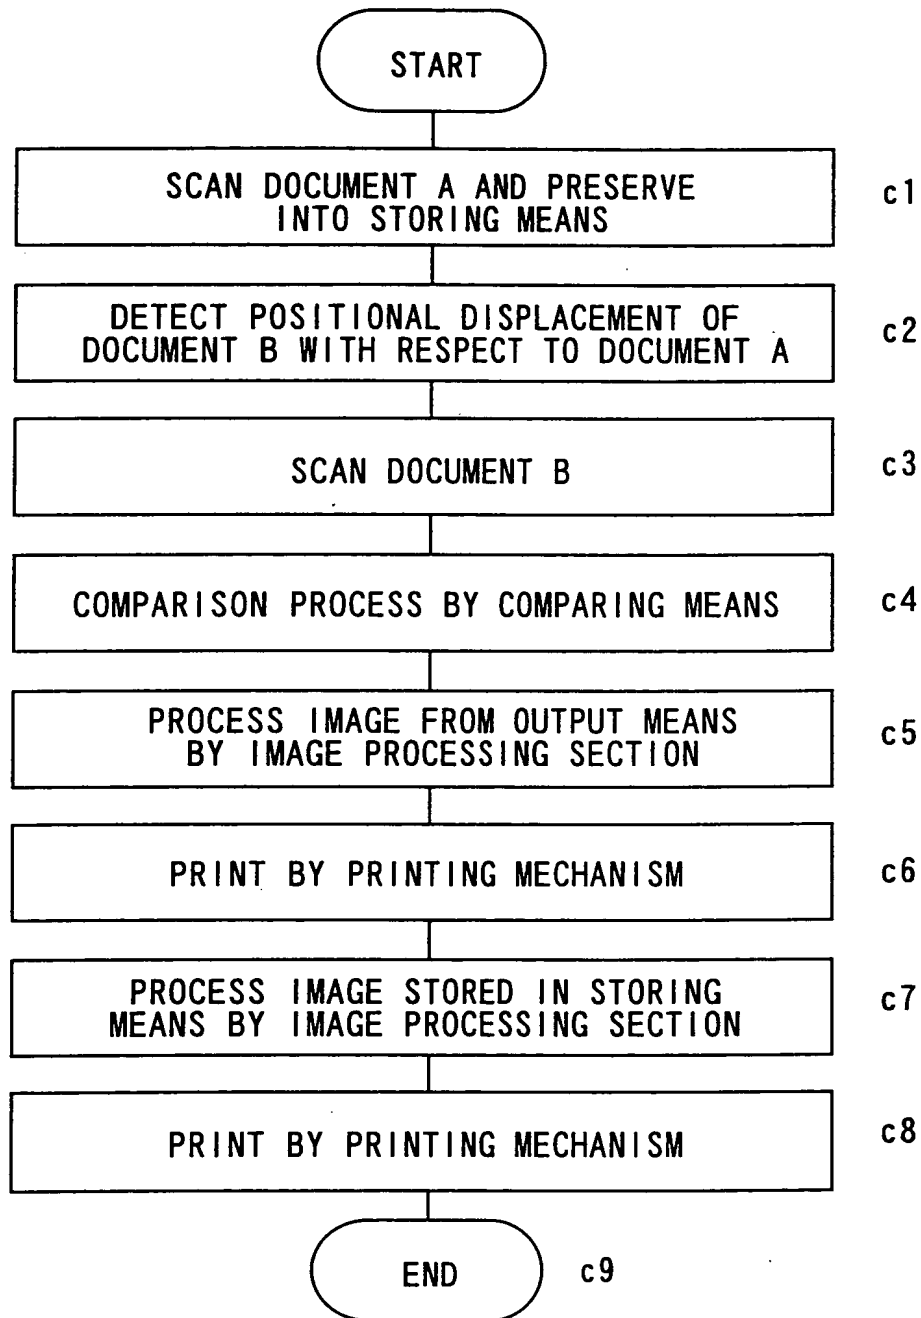 START
SCAN DOCUMENT A AND PRESERVE
INTO STORING MEANS
c1
DETECT POSITIONAL DISPLACEMENT OF
DOCUMENT B WITH RESPECT TO DOCUMENT A
c2
SCAN DOCUMENT B
c3
COMPARISON PROCESS BY COMPARING MEANS
c4
PROCESS IMAGE FROM OUTPUT MEANS
BY IMAGE PROCESSING SECTION
c5
PRINT BY PRINTING MECHANISM
c6
PROCESS IMAGE STORED IN STORING
MEANS BY IMAGE PROCESSING SECTION
c7
PRINT BY PRINTING MECHANISM
c8
END
c9